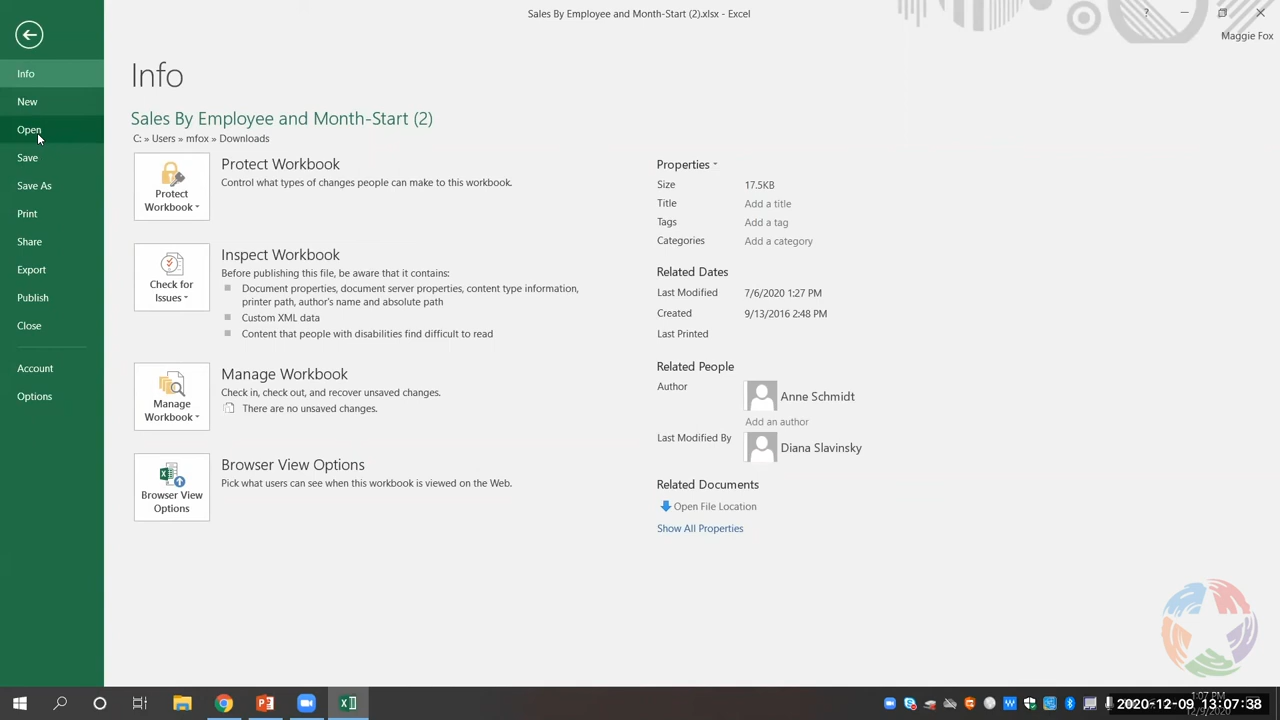 Sales By Employee and Month-Start (2).xlsx - Excel
?
Maggie Fox
Info
New
Open
Save
Save As
Print
Share
Export
Publish
Close
Account
Options
Info
Sales By Employee and Month-Start (2)
C: » Users » mfox » Downloads
Protect Workbook
Protect Workbook
Control what types of changes people can make to this workbook.
Check for Issues
Inspect Workbook
Before publishing this file, be aware that it contains:
Document properties, document server properties, content type information,
printer path, author's name and absolute path
Custom XML data
Content that people with disabilities find difficult to read
Manage Workbook
Manage Workbook
Check in, check out, and recover unsaved changes.
There are no unsaved changes.
Browser View Options
Browser View Options
Pick what users can see when this workbook is viewed on the Web.
Properties
Size 17.5KB
Title Add a title
Tags Add a tag
Categories Add a category
Related Dates
Last Modified 7/6/2020 1:27 PM
Created 9/13/2016 2:48 PM
Last Printed
Related People
Author Anne Schmidt
Add an author
Last Modified By Diana Slavinsky
Related Documents
Open File Location
Show All Properties
1:07 PM
2020-12-09 13:07:38
12/9/2020